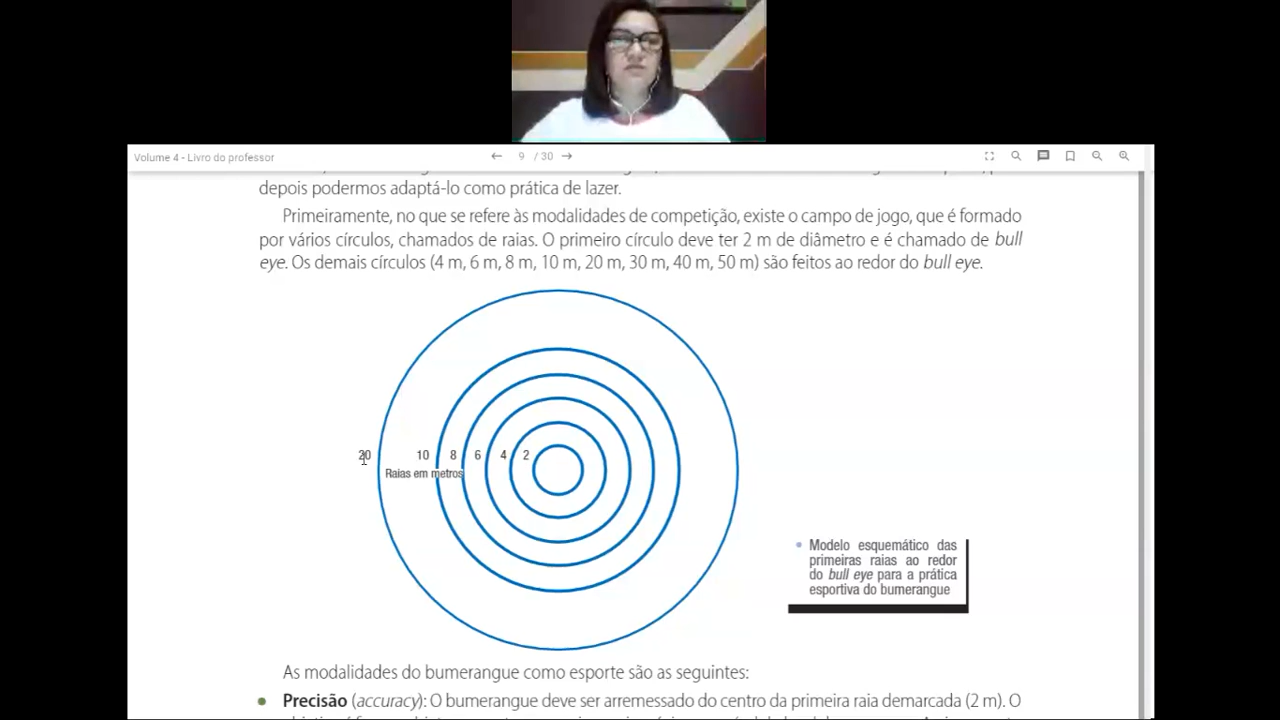 Volume 4 - Livro do professor
9 / 30
depois podermos adaptá-lo como prática de lazer.
Primeiramente, no que se refere às modalidades de competição, existe o campo de jogo, que é formado
por vários círculos, chamados de raias. O primeiro círculo deve ter 2 m de diâmetro e é chamado de bull
eye. Os demais círculos (4 m, 6 m, 8 m, 10 m, 20 m, 30 m, 40 m, 50 m) são feitos ao redor do bull eye.
20 10 8 6 4 2
Raias em metros
• Modelo esquemático das
primeiras raias ao redor
do bull eye para a prática
esportiva do bumerangue
As modalidades do bumerangue como esporte são as seguintes:
• Precisão (accuracy): O bumerangue deve ser arremessado do centro da primeira raia demarcada (2 m). O